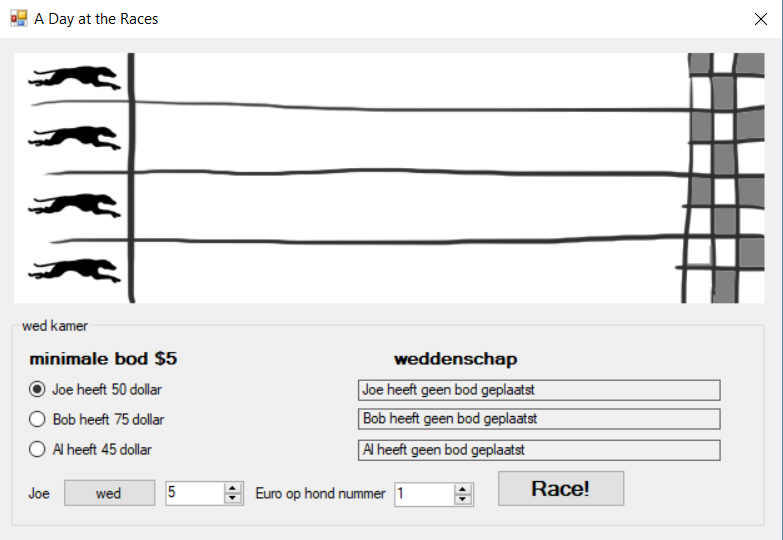 A Day at the Races
wed kamer
minimale bod $5 weddenschap
Joe heeft 50 dollar Joe heeft geen bod geplaatst
Bob heeft 75 dollar Bob heeft geen bod geplaatst
Al heeft 45 dollar Al heeft geen bod geplaatst
Joe wed 5 Euro op hond nummer 1 Race!